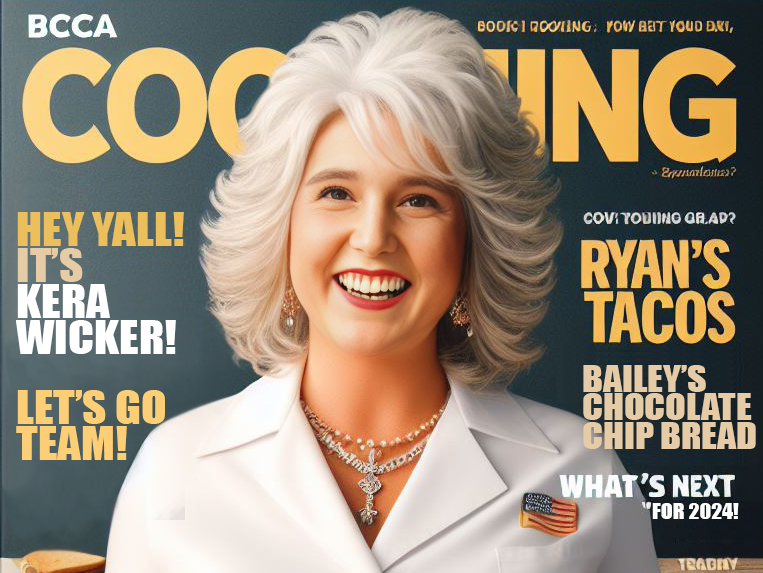 BCCA
COOKING
HEY YALL!
IT'S
KERA
WICKER!
LET'S GO
TEAM!
RYAN'S
TACOS
BAILEY'S
CHOCOLATE
CHIP BREAD
WHAT'S NEXT
"FOR 2024!